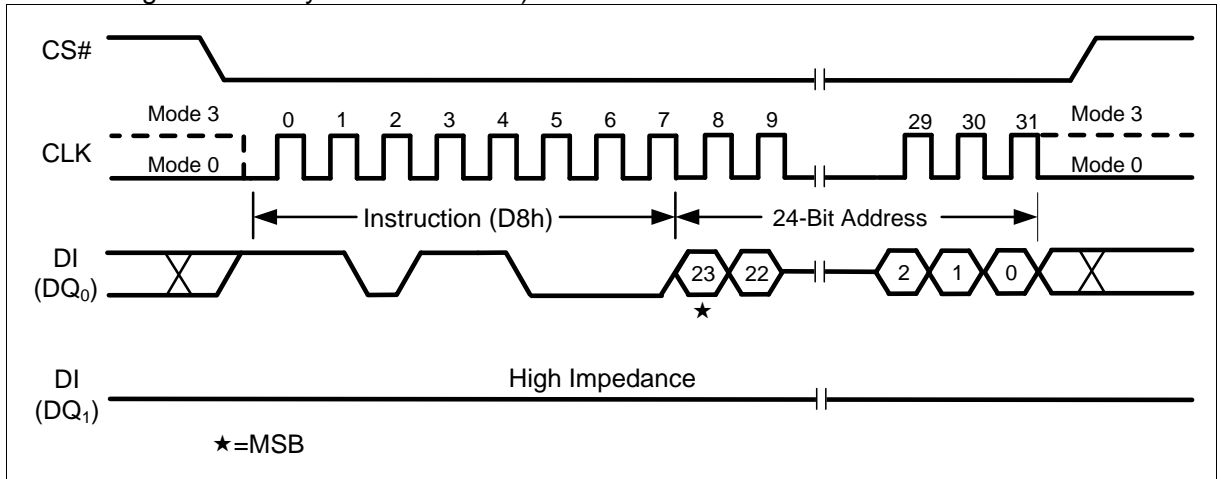 CS#
Mode 3
0 1 2 3 4 5 6 7 8 9 29 30 31
Mode 3
CLK
Mode 0
Mode 0
Instruction (D8h)
24-Bit Address
DI
(DQ0)
23 22 2 1 0
★
DI
(DQ1)
High Impedance
★=MSB